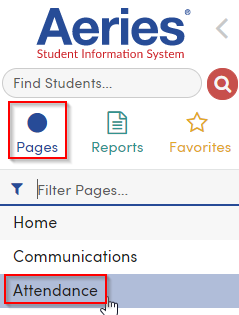 Aeries®
Student Information System
Find Students...
Pages Reports Favorites
Filter Pages...
Home
Communications
Attendance